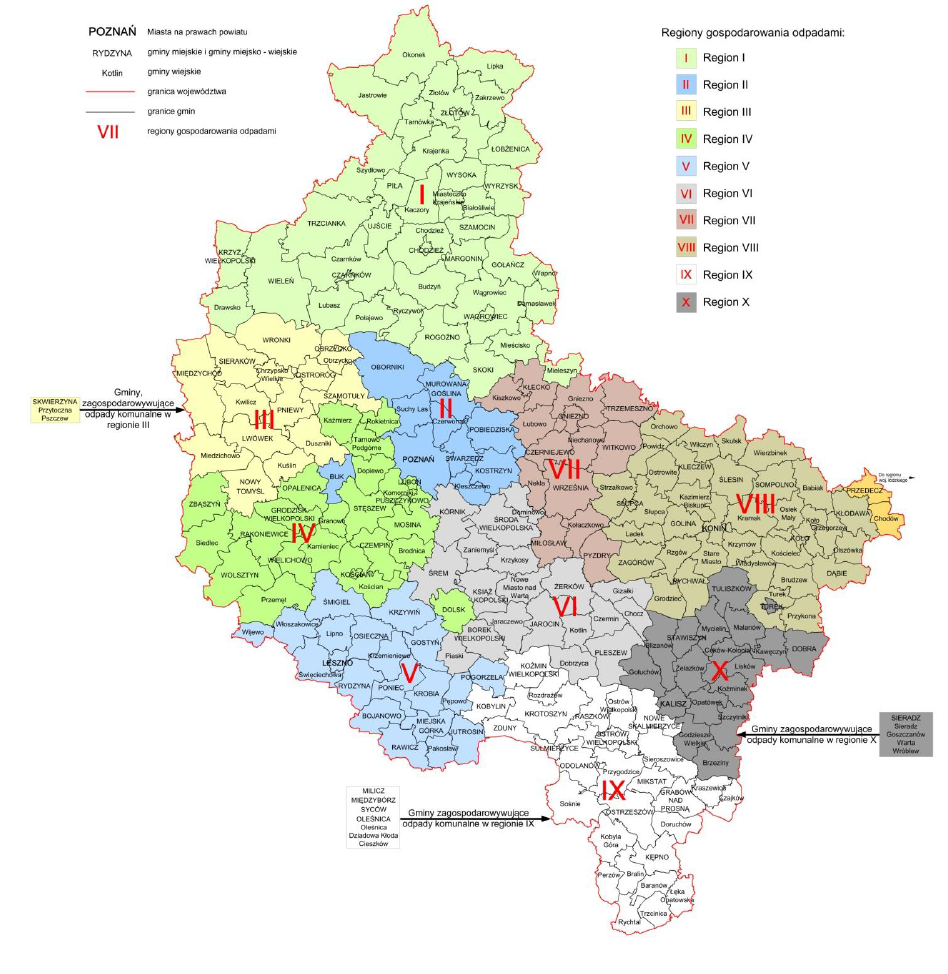 POZNAŃ Miasta na prawach powiatu
RYDZYNA gminy miejskie i gminy miejsko - wiejskie
Kotlin gminy wiejskie
granica województwa
granice gmin
VII regiony gospodarowania odpadami
Regiony gospodarowania odpadami:
I Region I
II Region II
III Region III
IV Region IV
V Region V
VI Region VI
VII Region VII
VIII Region VIII
IX Region IX
X Region X
Okonek
Lipka
Jastrowie
Złotów
Zakrzewo
ZŁOTÓW
Tarnówka
Krajenka
ŁOBŻENICA
Szydłowo
WYSOKA
PIŁA
I
Miasteczko
Krajeńskie
WYRZYSK
Kaczory
Białośliwie
TRZCIANKA
UJŚCIE
Chodzież
SZAMOCIN
CHODZIEŻ
KRZYŻ
WIELKOPOLSKI
Czarnków
MARGONIN
GOŁAŃCZ
WIELEŃ
CZARNKÓW
Wapno
Budzyń
Wągrowiec
Drawsko
Lubasz
Połajewo
Ryczywół
WĄGROWIEC
Damasławek
ROGOŹNO
Mieścisko
SKOKI
Mieleszyn
WRONKI
OBRZYCKO
Obrzycko
SIERAKÓW
MIĘDZYCHÓD
Chrzypsko
Wielkie
OSTRORÓG
SZAMOTUŁY
Kwilcz
III
PNIEWY
LWÓWEK
Duszniki
Miedzichowo
Kuślin
NOWY
TOMYŚL
SKWIERZYNA
Przytoczna
Pszczew
Gminy,
zagospodarowywujące
odpady komunalne w
regionie III
OBORNIKI
MUROWANA
GOŚLINA
II
Suchy Las
Czerwonak
POBIEDZISKA
POZNAŃ
SWARZĘDZ
KOSTRZYN
Kleszczewo
BUK
Kaźmierz
Rokietnica
Tarnowo
Podgórne
Dopiewo
LUBOŃ
Komorniki
PUSZCZYKOWO
STĘSZEW
MOSINA
ZBĄSZYŃ
OPALENICA
GRODZISK
WIELKOPOLSKI
Granowo
Siedlec
RAKONIEWICE
IV
Kamieniec
CZEMPIŃ
Brodnica
WIELICHOWO
WOLSZTYN
KOŚCIAN
Kościan
Przemęt
DOLSK
KŁECKO
Kiszkowo
Gniezno
GNIEZNO
TRZEMESZNO
Łubowo
Niechanowo
CZERNIEJEWO
WITKOWO
VII
Nekla
WRZEŚNIA
Strzałkowo
Kołaczkowo
MIŁOSŁAW
PYZDRY
Orchowo
Powidz
Wilczyn
Skulsk
Wierzbinek
Ostrowite
KLECZEW
ŚLESIN
SOMPOLNO
Babiak
SŁUPCA
Słupca
Kazimierz
Biskupi
VIII
Kramsk
Osiek
Mały
KŁODAWA
GOLINA
KONIN
Koło
Grzegorzew
KOŁO
Lądek
Krzymów
Rzgów
Stare
Miasto
Kościelec
Olszówka
ZAGORÓW
Władysławów
DĄBIE
RYCHWAŁ
Brudzew
Grodziec
Turek
TUREK
Przykona
PRZEDECZ
Chodów
Do regionu
woj. łódzkiego
KÓRNIK
Dominowo
ŚRODA
WIELKOPOLSKA
Zaniemyśl
Krzykosy
ŚREM
Nowe
Miasto nad
Wartą
ŻERKÓW
KSIĄŻ
WLKOPOLSKI
Gizałki
VI
Jaraczewo
JAROCIN
Czermin
Chocz
BOREK
WIELKOPOLSKI
Kotlin
Piaski
Dobrzyca
PLESZEW
ŚMIGIEL
KRZYWIŃ
Wijewo
Włoszakowice
Lipno
OSIECZNA
GOSTYŃ
LESZNO
Krzemieniewo
V
Święciechowa
POGORZELA
RYDZYNA
PONIEC
KROBIA
Pępowo
BOJANOWO
MIEJSKA
GÓRKA
JUTROSIN
RAWICZ
Pakosław
TULISZKÓW
Mycielin
Malanów
STAWISZYN
Blizanów
Ceków-Kolonia
Kawęczyn
DOBRA
Gołuchów
Żelazków
X
Lisków
Koźminek
KALISZ
Opatówek
Szczytniki
Godziesze
Wielkie
Brzeziny
Gminy zagospodarowywujące
odpady komunalne w regionie X
SIERADZ
Sieradz
Goszczanów
Warta
Wróblew
KOŹMIN
WIELKOPOLSKI
Rozdrażew
KOBYLIN
KROTOSZYN
RASZKÓW
Ostrów
Wielkopolski
NOWE
SKALMIERZYCE
ZDUNY
OSTRÓW
WIELKOPOLSKI
SULMIERZYCE
ODOLANÓW
Przygodzice
Sieroszewice
MIKSTAT
Kraszewice
IX
GRABÓW
NAD
PROSNĄ
Czajków
Sośnie
OSTRZESZÓW
Doruchów
Kobyla
Góra
KĘPNO
Perzów
Bralin
Baranów
Łęka
Opatowska
Trzcinica
Rychtal
MILICZ
MIĘDZYBÓRZ
SYCÓW
OLEŚNICA
Oleśnica
Dziadowa Kłoda
Cieszków
Gminy zagospodarowywujące
odpady komunalne w regionie IX